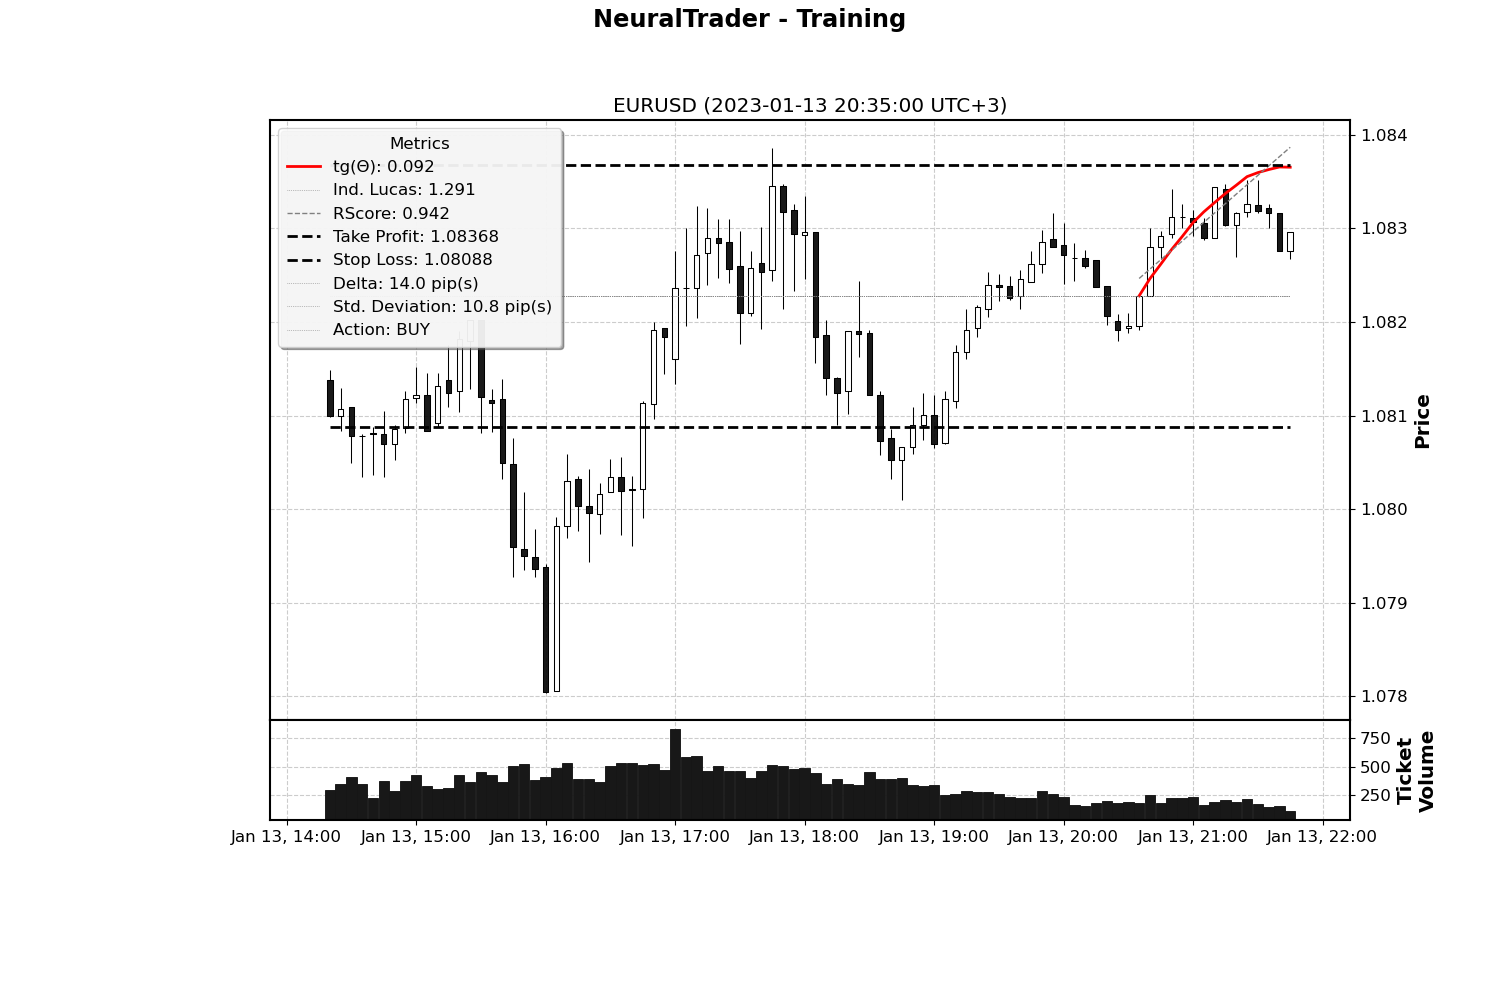 NeuralTrader - Training
EURUSD (2023-01-13 20:35:00 UTC+3)
Metrics
tg(Θ): 0.092
Ind. Lucas: 1.291
RScore: 0.942
Take Profit: 1.08368
Stop Loss: 1.08088
Delta: 14.0 pip(s)
Std. Deviation: 10.8 pip(s)
Action: BUY
1.084
1.083
1.082
1.081
1.080
1.079
1.078
Price
750
500
250
Ticket
Volume
Jan 13, 14:00 Jan 13, 15:00 Jan 13, 16:00 Jan 13, 17:00 Jan 13, 18:00 Jan 13, 19:00 Jan 13, 20:00 Jan 13, 21:00 Jan 13, 22:00